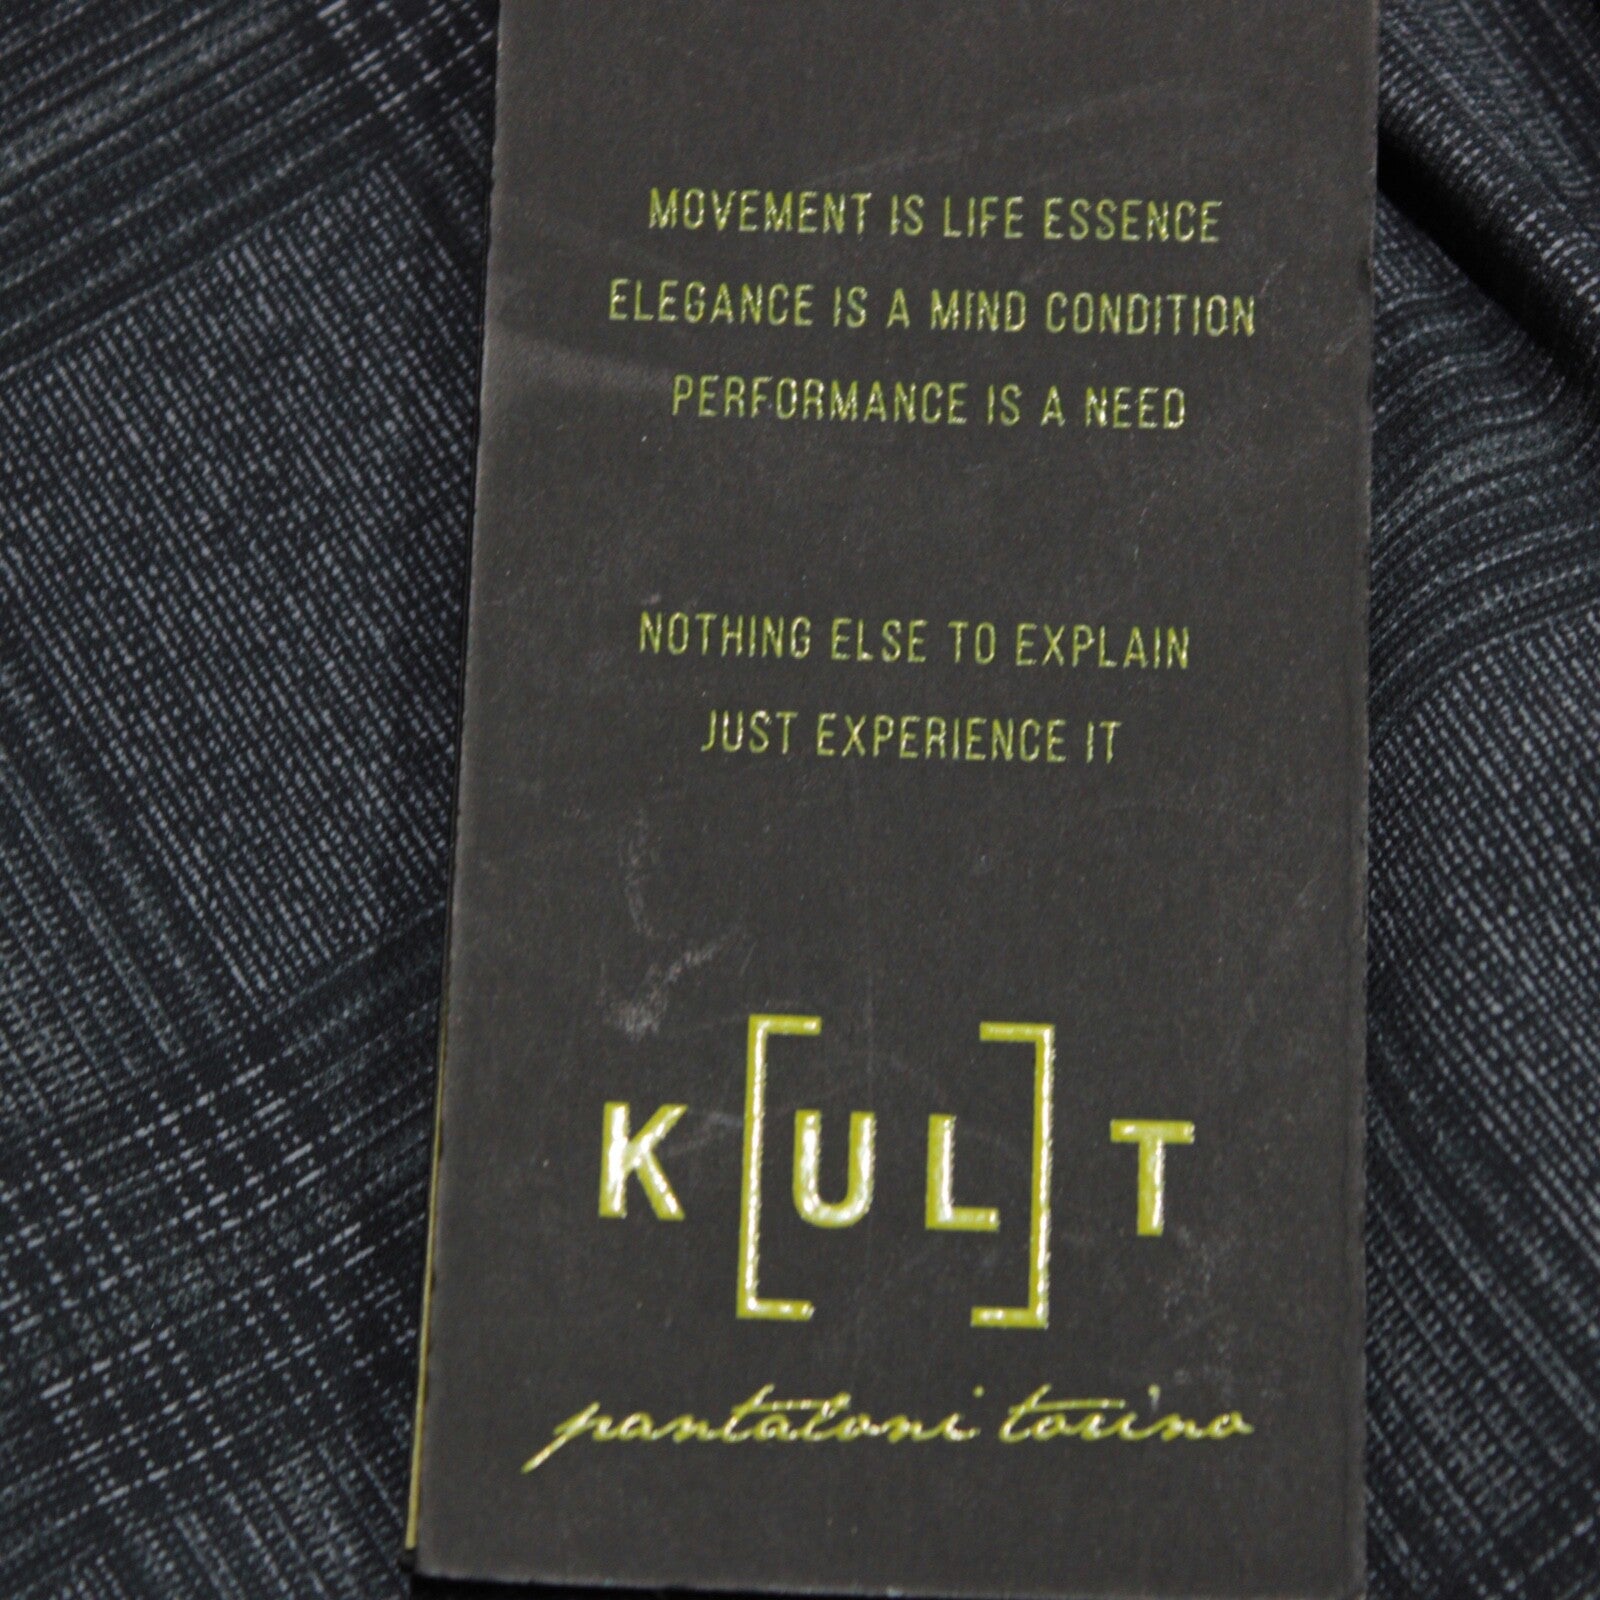 MOVEMENT IS LIFE ESSENCE
ELEGANCE IS A MIND CONDITION
PERFORMANCE IS A NEED
NOTHING ELSE TO EXPLAIN
JUST EXPERIENCE IT
K[UL]T
pantaloni torino